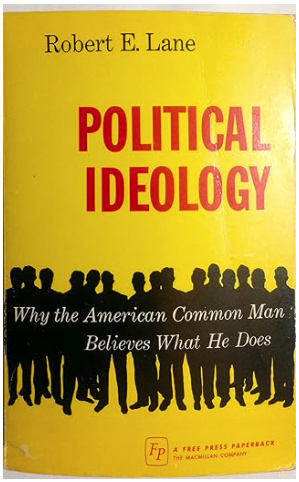 Robert E. Lane
POLITICAL
IDEOLOGY
Why the American Common Man
Believes What He Does
FP
A FREE PRESS PAPERBACK
THE MACMILLAN COMPANY